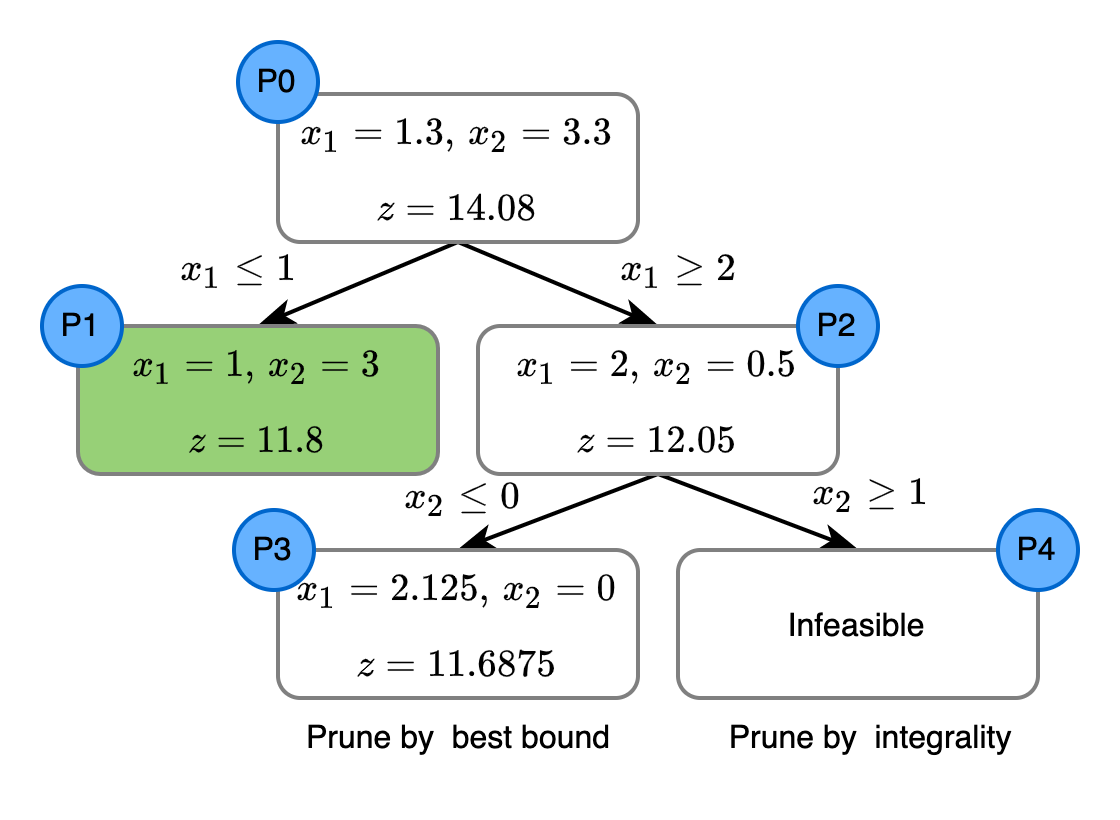 P0
x₁ = 1.3, x₂ = 3.3
z = 14.08
x₁ ≤ 1
x₁ ≥ 2
P1
x₁ = 1, x₂ = 3
z = 11.8
P2
x₁ = 2, x₂ = 0.5
z = 12.05
x₂ ≤ 0
x₂ ≥ 1
P3
x₁ = 2.125, x₂ = 0
z = 11.6875
Prune by best bound
P4
Infeasible
Prune by integrality